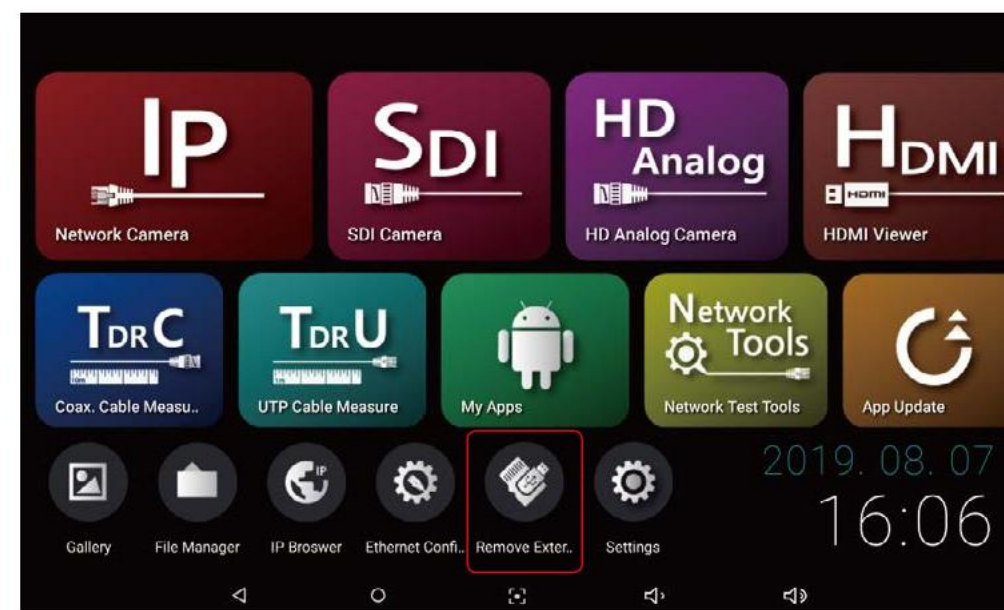 IP
Network Camera
SDI
SDI Camera
HD
Analog
HD Analog Camera
HDMI
HDMI
HDMI Viewer
TDR C
10m
Coax. Cable Measu..
TDR U
1m
UTP Cable Measure
My Apps
Network
Tools
Network Test Tools
App Update
IP
Gallery
File Manager
IP Broswer
Ethernet Confi..
Remove Exter..
Settings
2019. 08. 07
16:06